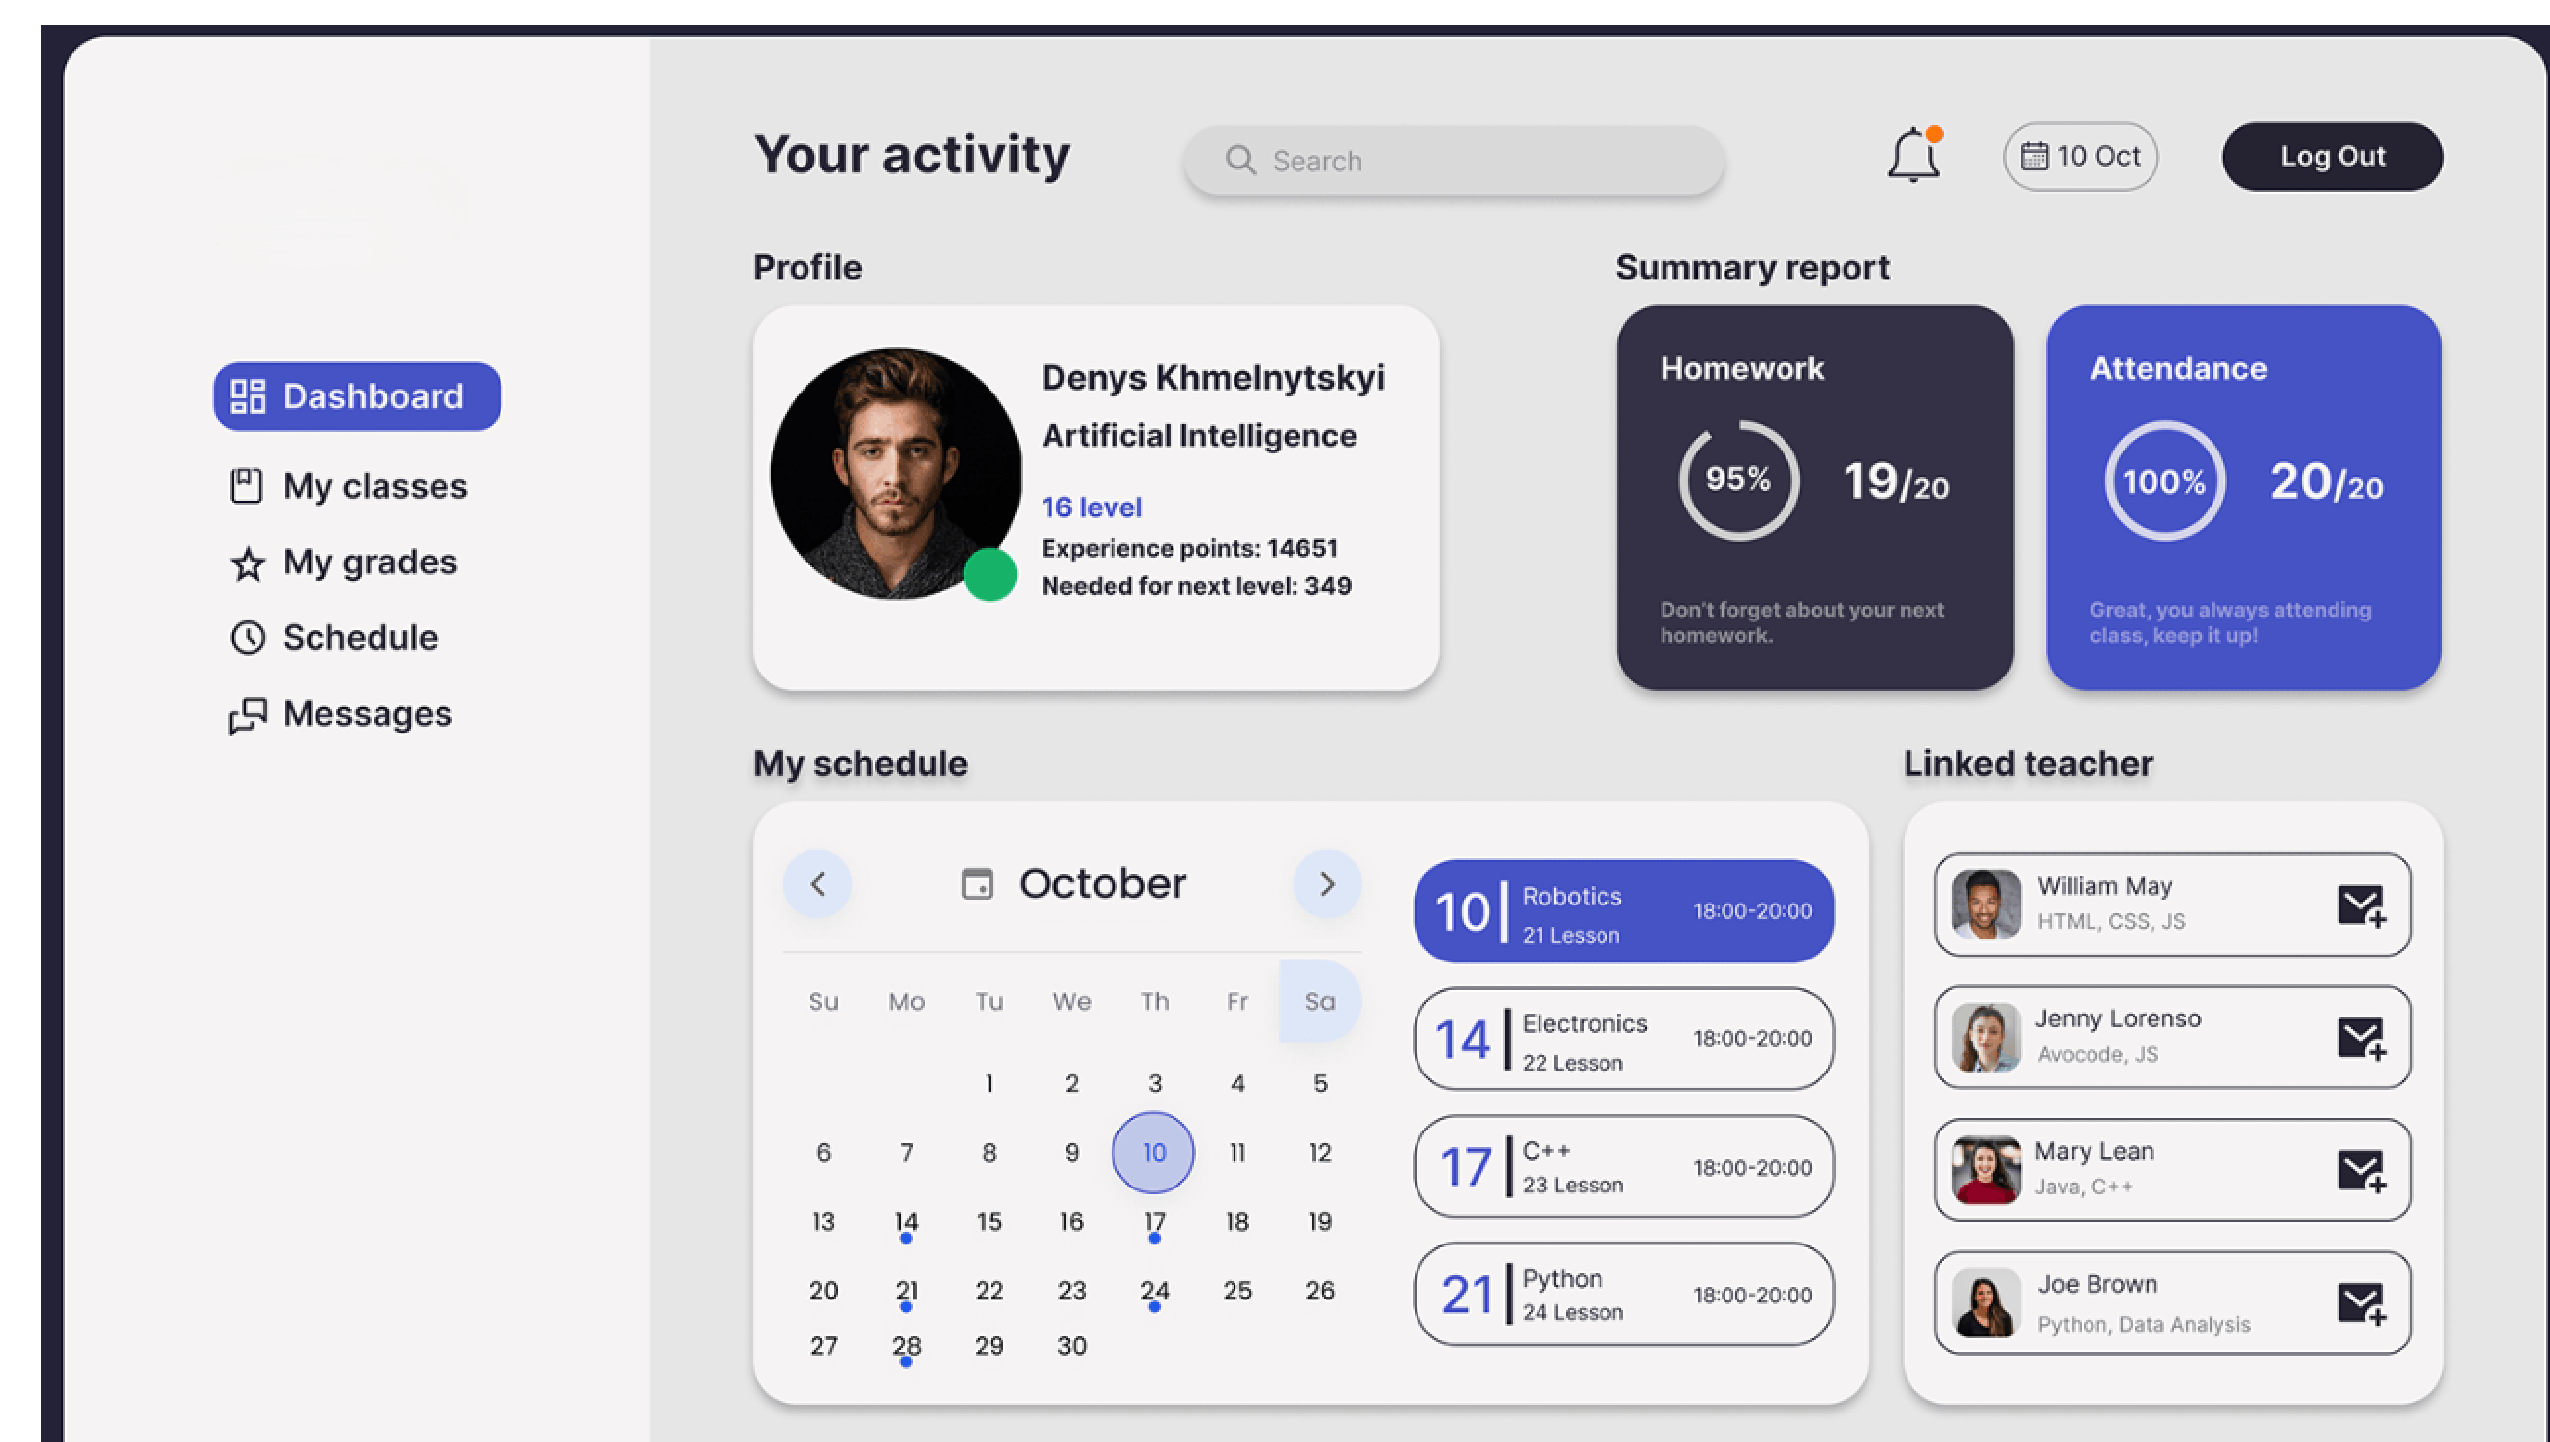 Your activity
Search
10 Oct
Log Out
Dashboard
My classes
My grades
Schedule
Messages
Profile
Denys Khmelnytskyi
Artificial Intelligence
16 level
Experience points: 14651
Needed for next level: 349
Summary report
Homework
95%
19/20
Don't forget about your next
homework.
Attendance
100%
20/20
Great, you always attending
class, keep it up!
My schedule
October
Su Mo Tu We Th Fr Sa
1 2 3 4 5
6 7 8 9 10 11 12
13 14 15 16 17 18 19
20 21 22 23 24 25 26
27 28 29 30
10 Robotics 18:00-20:00
21 Lesson
14 Electronics 18:00-20:00
22 Lesson
17 C++ 18:00-20:00
23 Lesson
21 Python 18:00-20:00
24 Lesson
Linked teacher
William May
HTML, CSS, JS
Jenny Lorenso
Avocode, JS
Mary Lean
Java, C++
Joe Brown
Python, Data Analysis